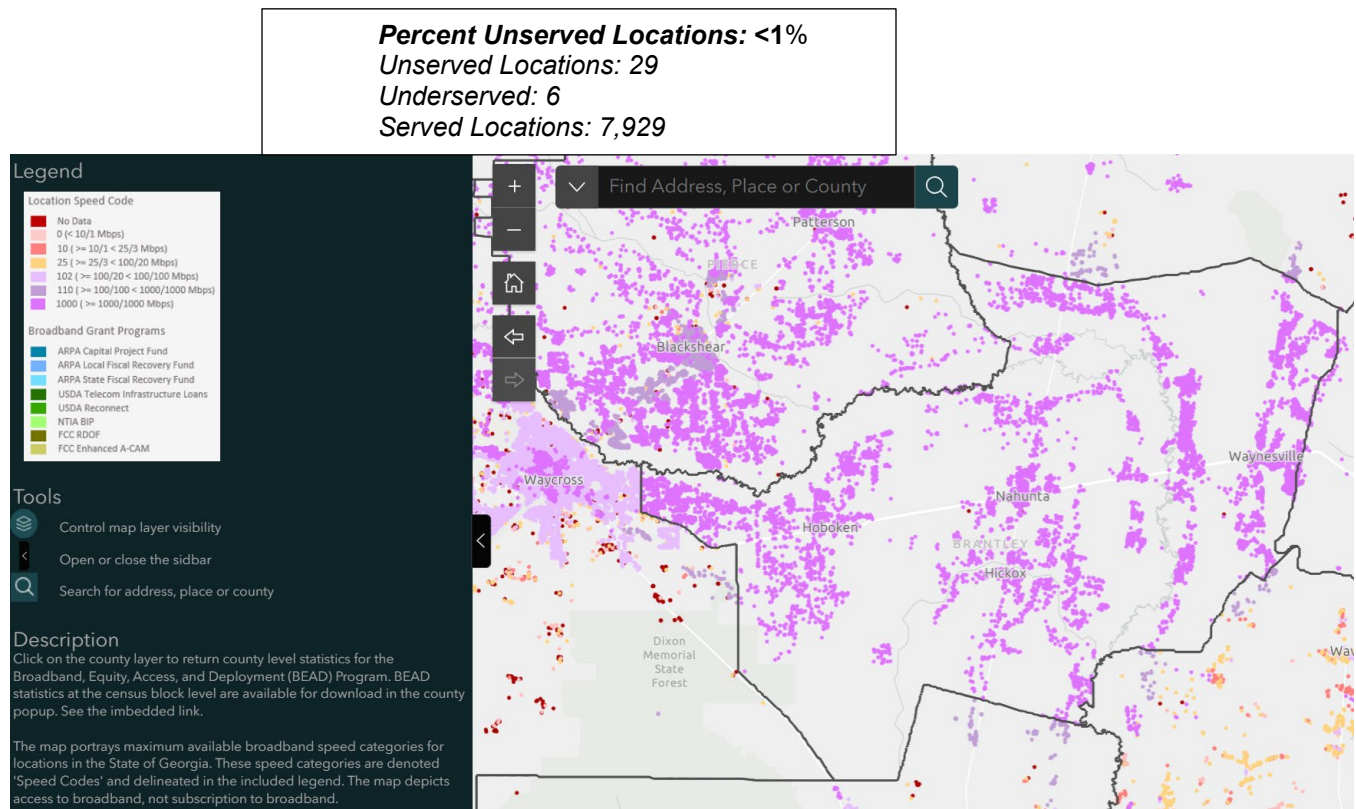 Percent Unserved Locations: <1%
Unserved Locations: 29
Underserved: 6
Served Locations: 7,929
Legend
Location Speed Code
No Data
0 (< 10/1 Mbps)
10 ( >= 10/1 < 25/3 Mbps)
25 ( >= 25/3 < 100/20 Mbps)
102 ( >= 100/20 < 100/100 Mbps)
110 ( >= 100/100 < 1000/1000 Mbps)
1000 ( >= 1000/1000 Mbps)
Broadband Grant Programs
ARPA Capital Project Fund
ARPA Local Fiscal Recovery Fund
ARPA State Fiscal Recovery Fund
USDA Telecom Infrastructure Loans
USDA Reconnect
NTIA BIP
FCC RDOF
FCC Enhanced A-CAM
Tools
Control map layer visibility
Open or close the sidbar
Search for address, place or county
Description
Click on the county layer to return county level statistics for the
Broadband, Equity, Access, and Deployment (BEAD) Program. BEAD
statistics at the census block level are available for download in the county
popup. See the imbedded link.
The map portrays maximum available broadband speed categories for
locations in the State of Georgia. These speed categories are denoted
'Speed Codes' and delineated in the included legend. The map depicts
access to broadband, not subscription to broadband.
Find Address, Place or County
Patterson
PIERCE
Blackshear
Waycross
Waynesville
Nahunta
Hoboken
BRANTLEY
Hickox
Dixon
Memorial
State
Forest
Wav